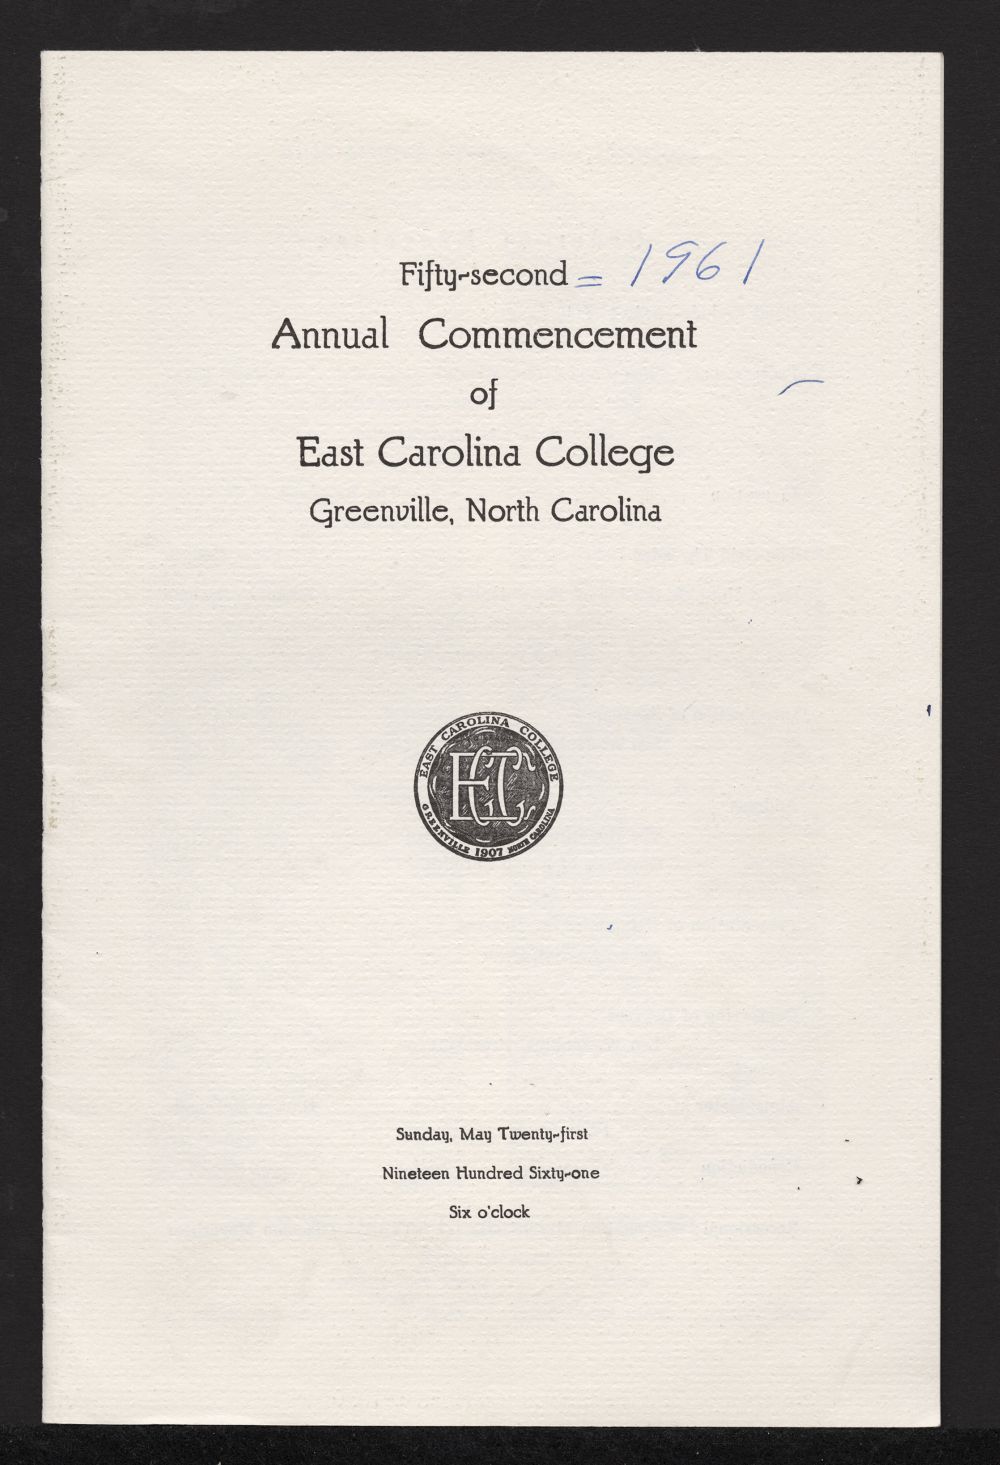 Fifty-second = 1961
Annual Commencement
of
East Carolina College
Greenville, North Carolina
EAST CAROLINA COLLEGE
GREENVILLE 1907 NORTH CAROLINA
ECTC
Sunday, May Twenty-first
Nineteen Hundred Sixty-one
Six o'clock